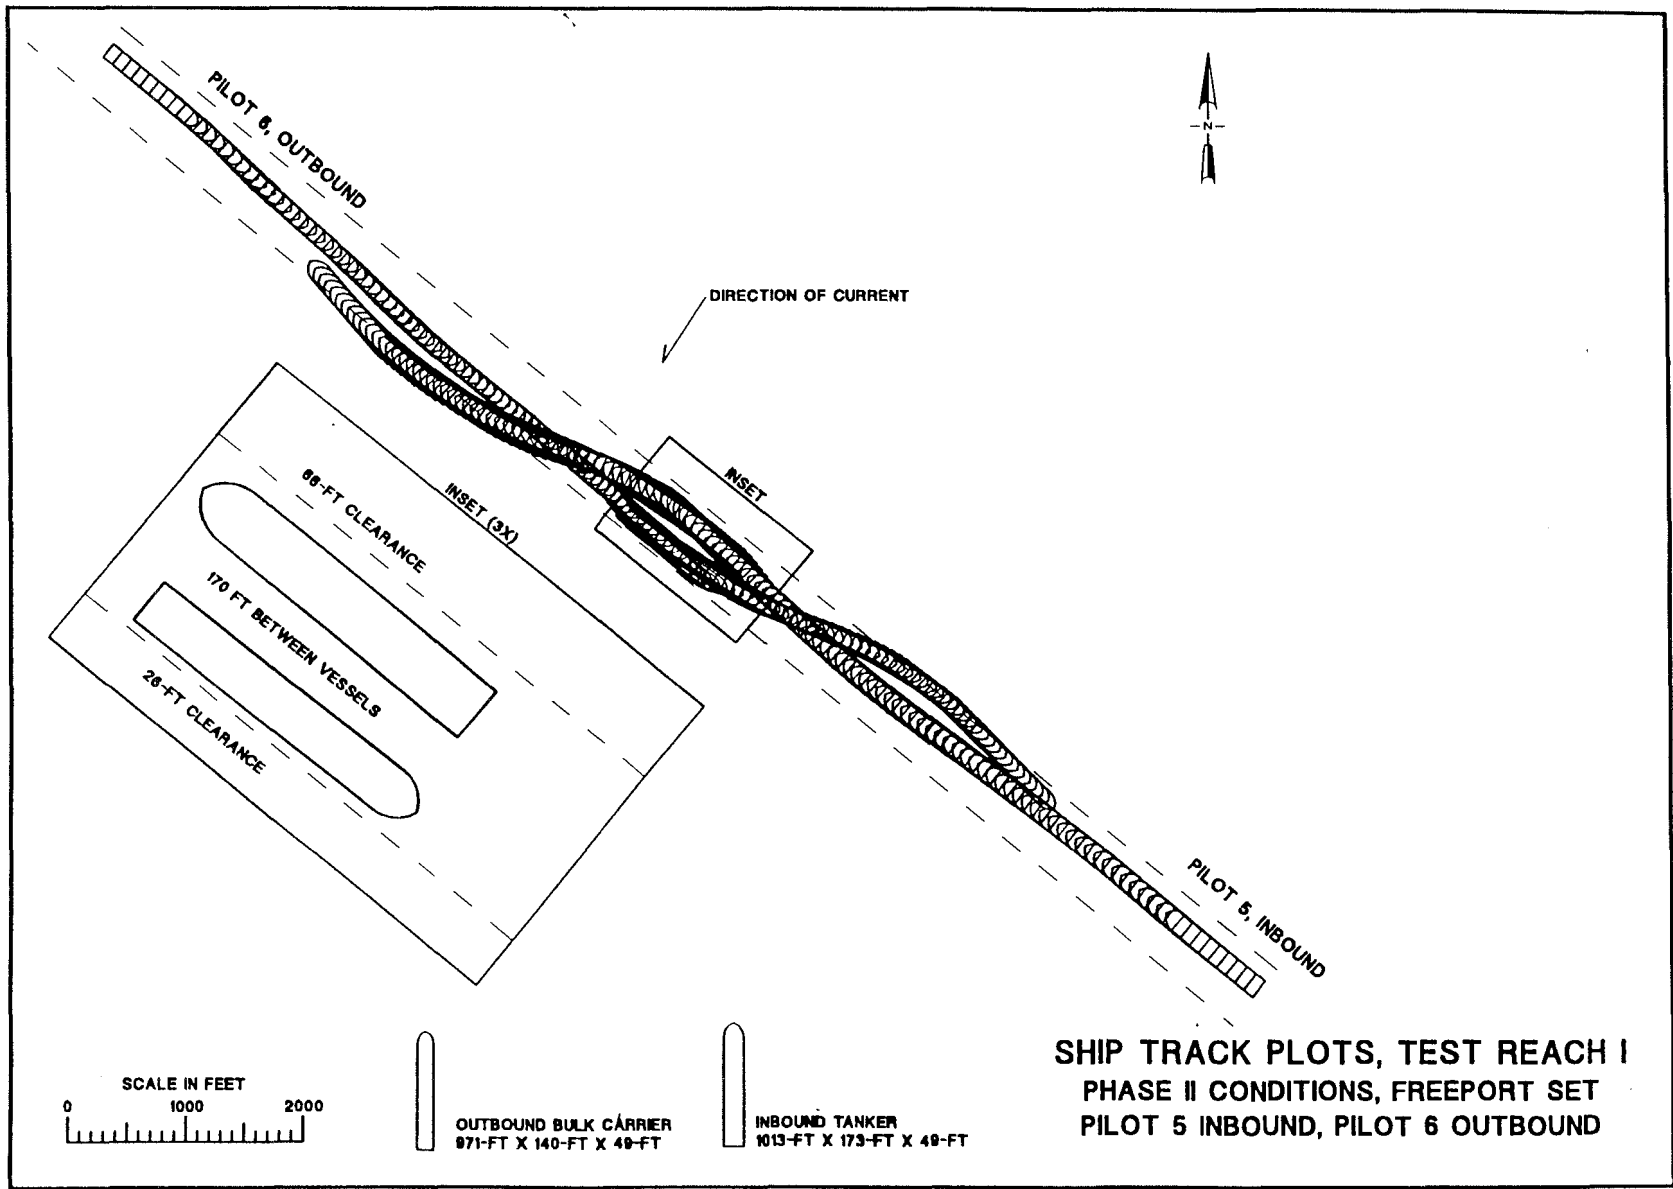 PILOT 6, OUTBOUND
N
DIRECTION OF CURRENT
INSET
INSET (3X)
66-FT CLEARANCE
170 FT BETWEEN VESSELS
26-FT CLEARANCE
PILOT 5, INBOUND
SCALE IN FEET
0 1000 2000
OUTBOUND BULK CARRIER
971-FT X 140-FT X 49-FT
INBOUND TANKER
1013-FT X 173-FT X 49-FT
SHIP TRACK PLOTS, TEST REACH I
PHASE II CONDITIONS, FREEPORT SET
PILOT 5 INBOUND, PILOT 6 OUTBOUND